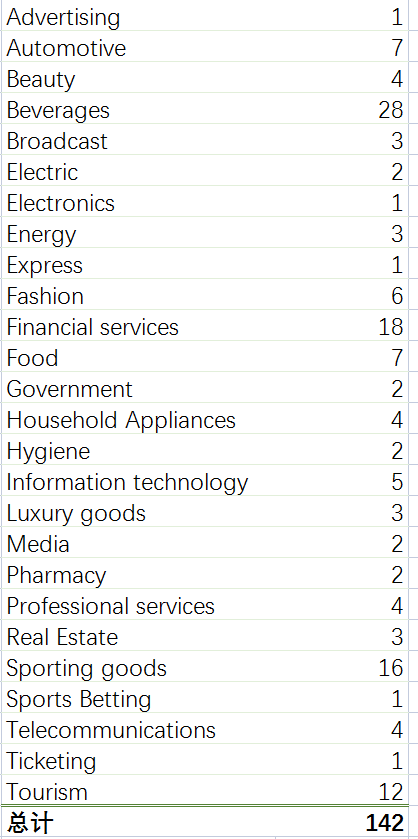 Advertising 1
Automotive 7
Beauty 4
Beverages 28
Broadcast 3
Electric 2
Electronics 1
Energy 3
Express 1
Fashion 6
Financial services 18
Food 7
Government 2
Household Appliances 4
Hygiene 2
Information technology 5
Luxury goods 3
Media 2
Pharmacy 2
Professional services 4
Real Estate 3
Sporting goods 16
Sports Betting 1
Telecommunications 4
Ticketing 1
Tourism 12
总计 142